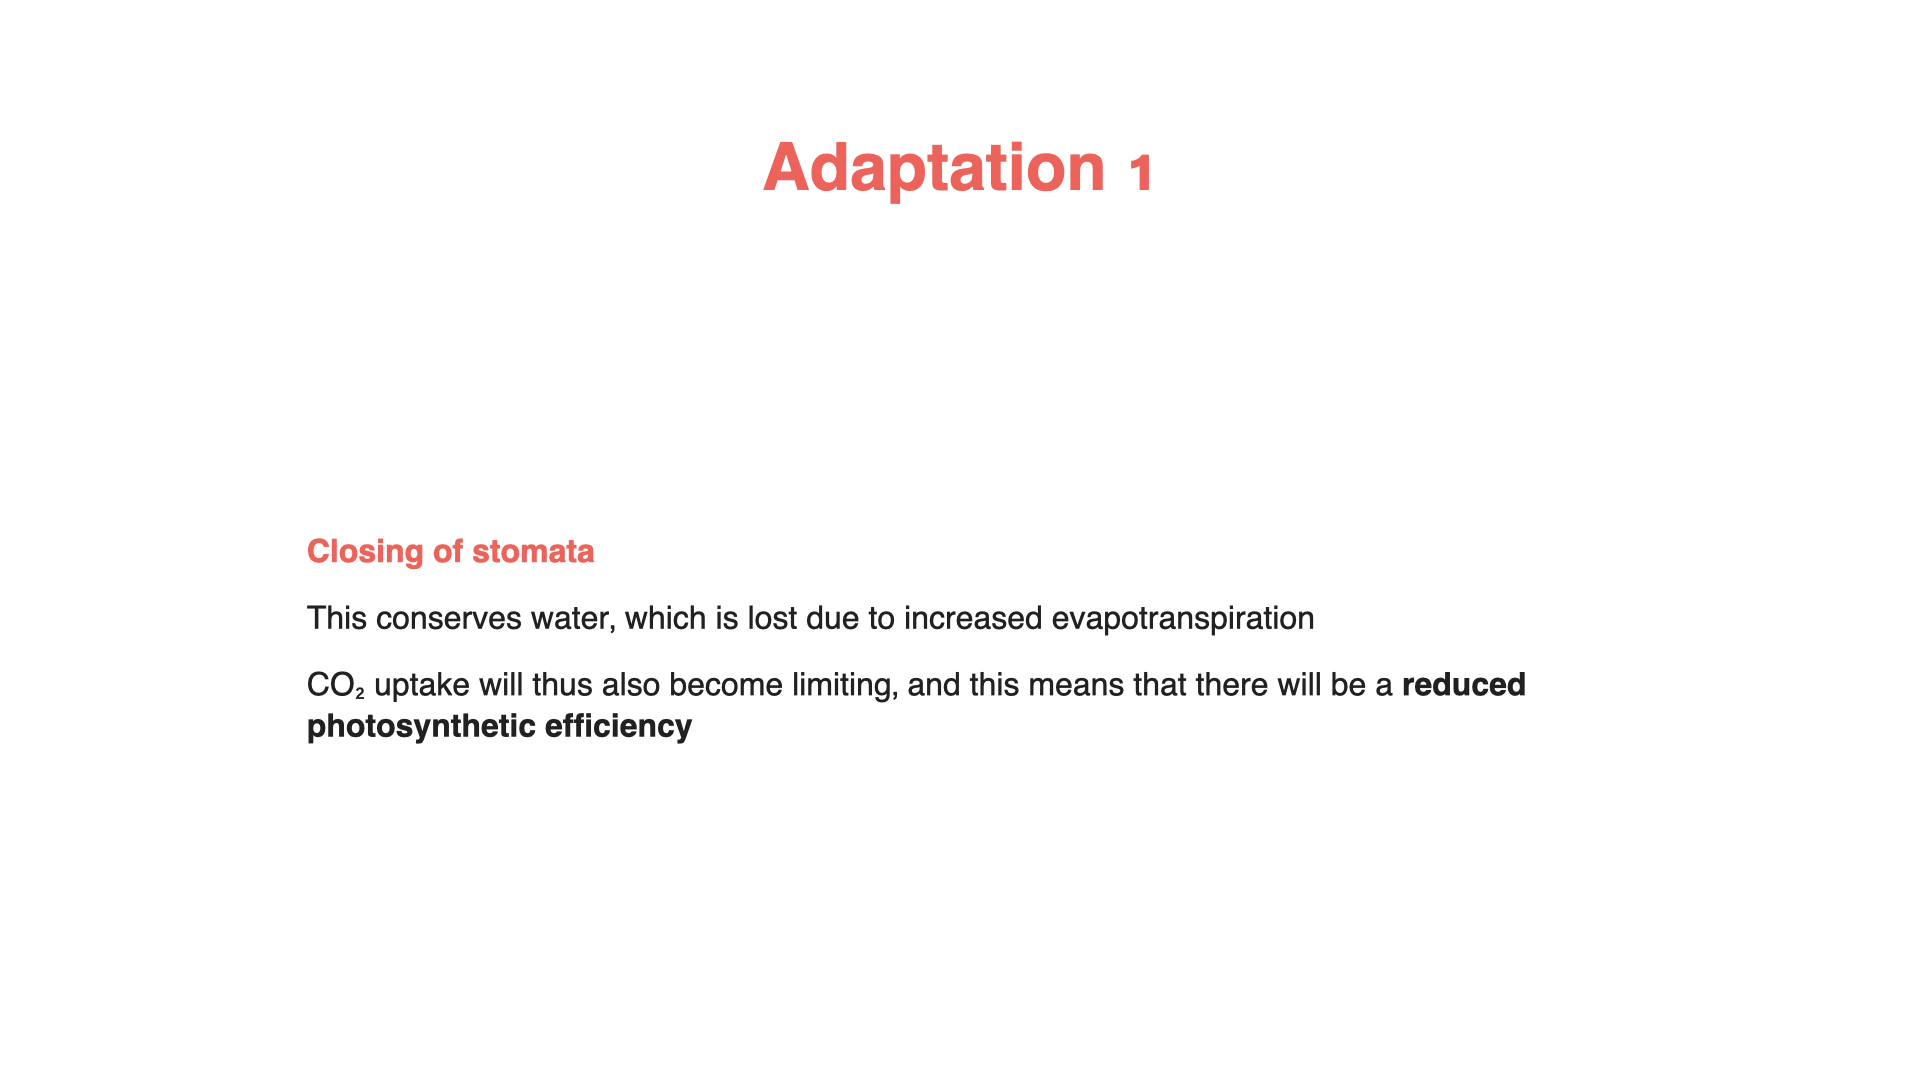 Adaptation 1
Closing of stomata
This conserves water, which is lost due to increased evapotranspiration
CO₂ uptake will thus also become limiting, and this means that there will be a reduced
photosynthetic efficiency